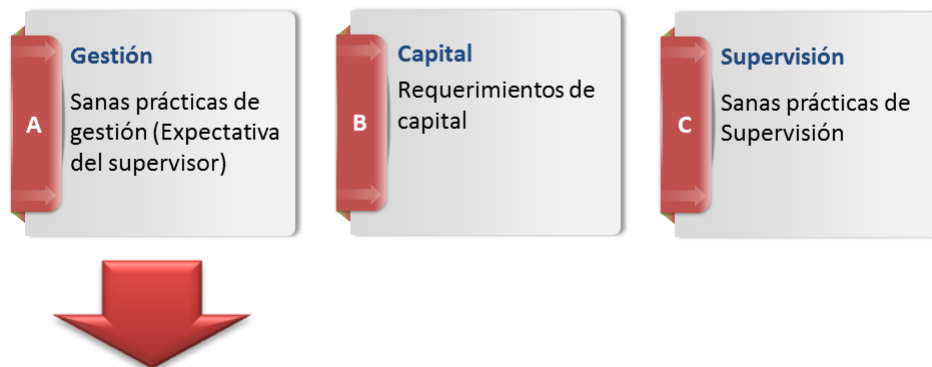 A
Gestión
Sanas prácticas de
gestión (Expectativa
del supervisor)
B
Capital
Requerimientos de
capital
C
Supervisión
Sanas prácticas de
Supervisión